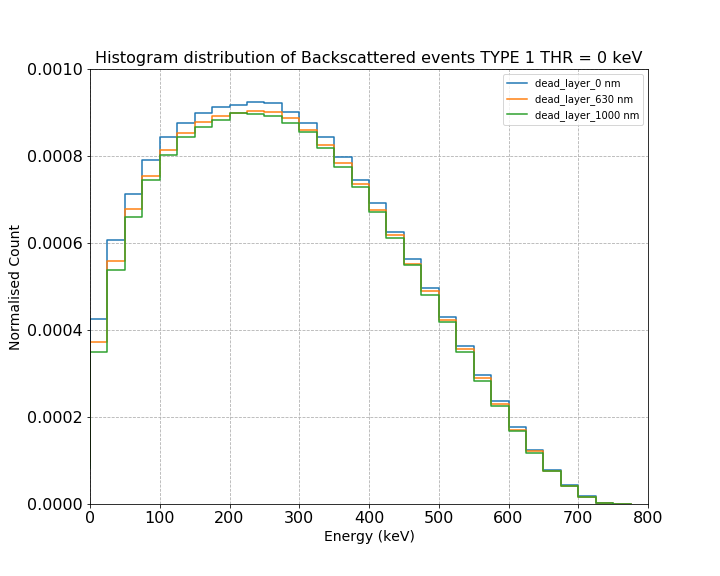 Histogram distribution of Backscattered events TYPE 1 THR = 0 keV
dead_layer_0 nm
dead_layer_630 nm
dead_layer_1000 nm
Normalised Count
0.0010
0.0008
0.0006
0.0004
0.0002
0.0000
0 100 200 300 400 500 600 700 800
Energy (keV)